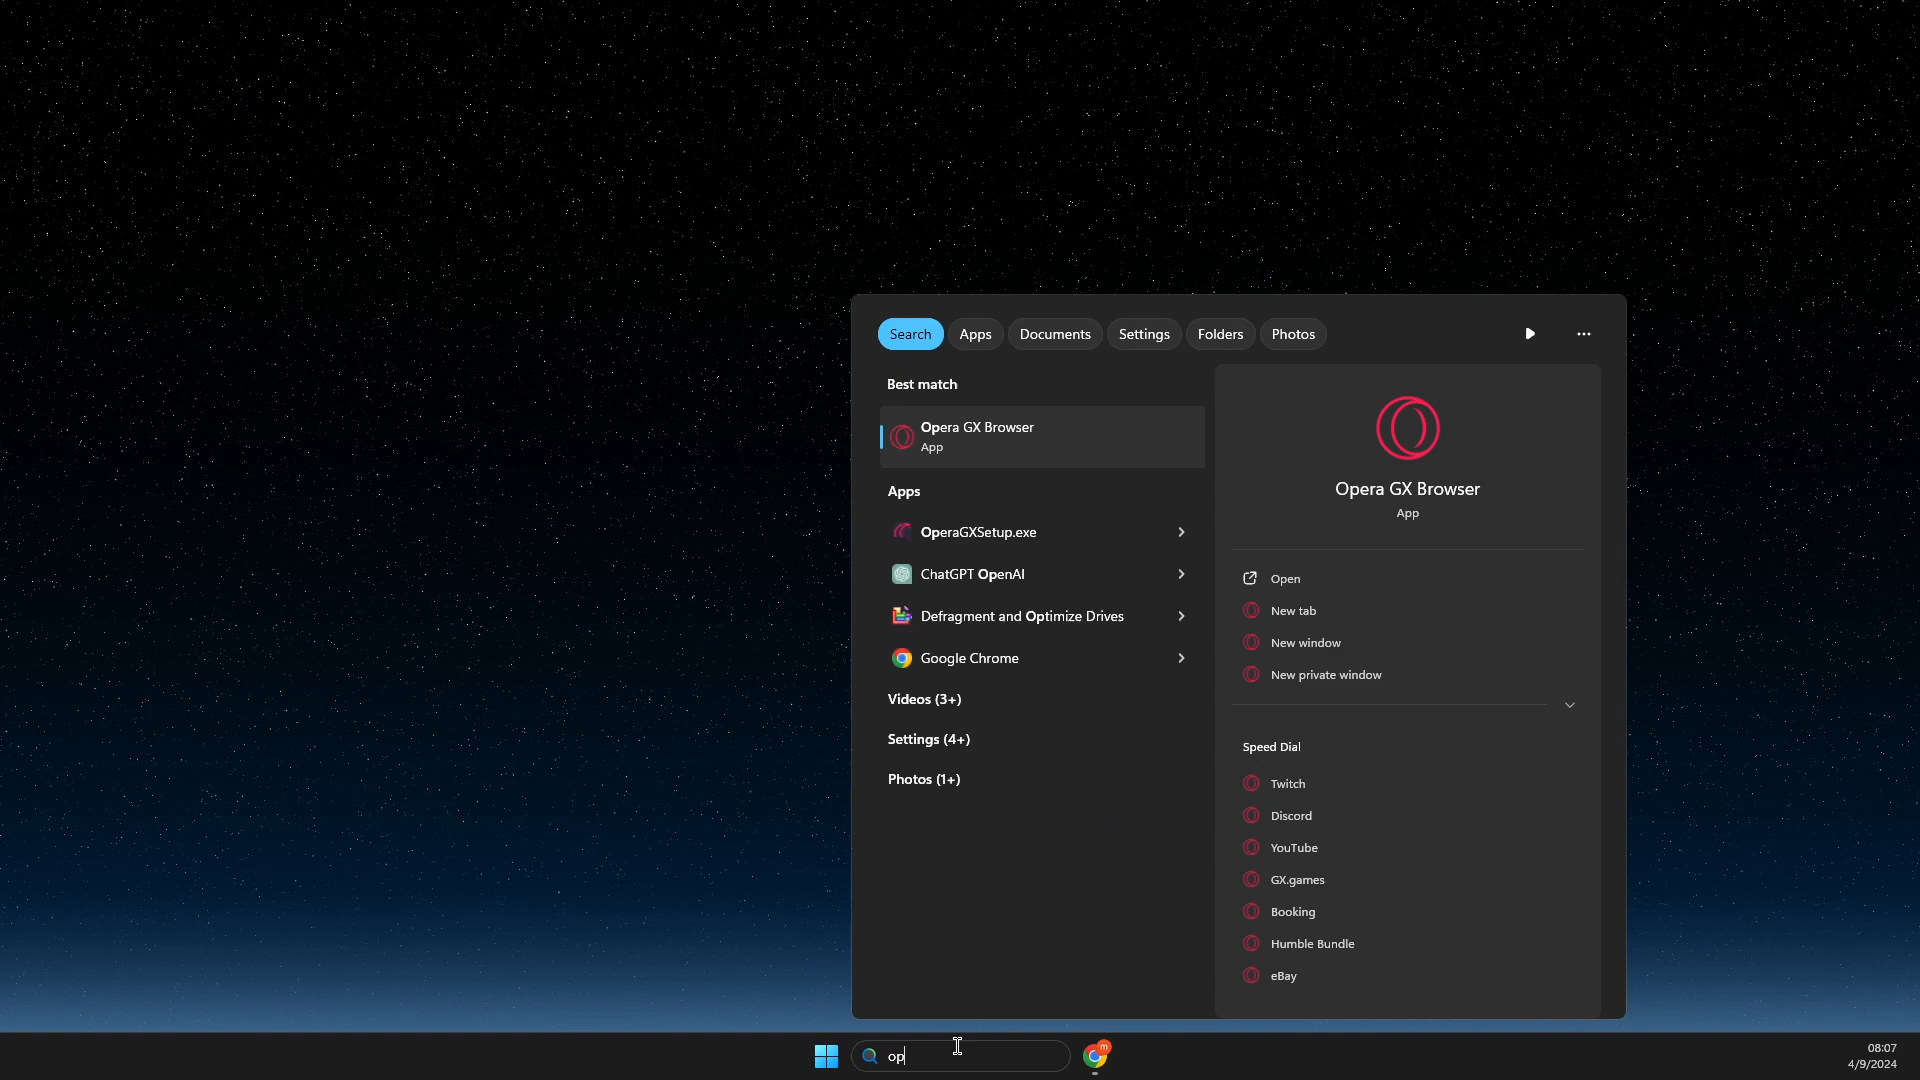 Search Apps Documents Settings Folders Photos
Best match
Opera GX Browser
App
Apps
OperaGXSetup.exe
ChatGPT OpenAI
Defragment and Optimize Drives
Google Chrome
Videos (3+)
Settings (4+)
Photos (1+)
Opera GX Browser
App
Open
New tab
New window
New private window
Speed Dial
Twitch
Discord
YouTube
GX.games
Booking
Humble Bundle
eBay
op
m
08:07
4/9/2024